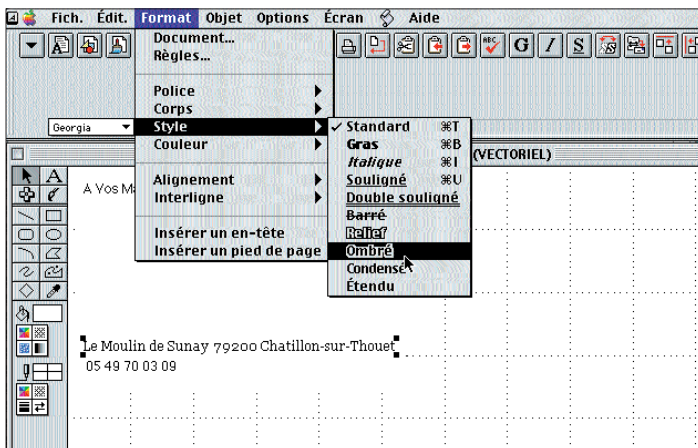 Fich. Édit. Format Objet Options Écran Aide
Document...
Règles...
Police
Corps
Style
Couleur
Alignement
Interligne
Insérer un en-tête
Insérer un pied de page
Standard ⌘T
Gras ⌘B
Italique ⌘I
Souligné ⌘U
Double souligné
Barré
Relief
Ombré
Condensé
Étendu
ABC
G I S
Georgia
(VECTORIEL)
A
A Vos
Le Moulin de Sunay 79200 Chatillon-sur-Thouet
05 49 70 03 09